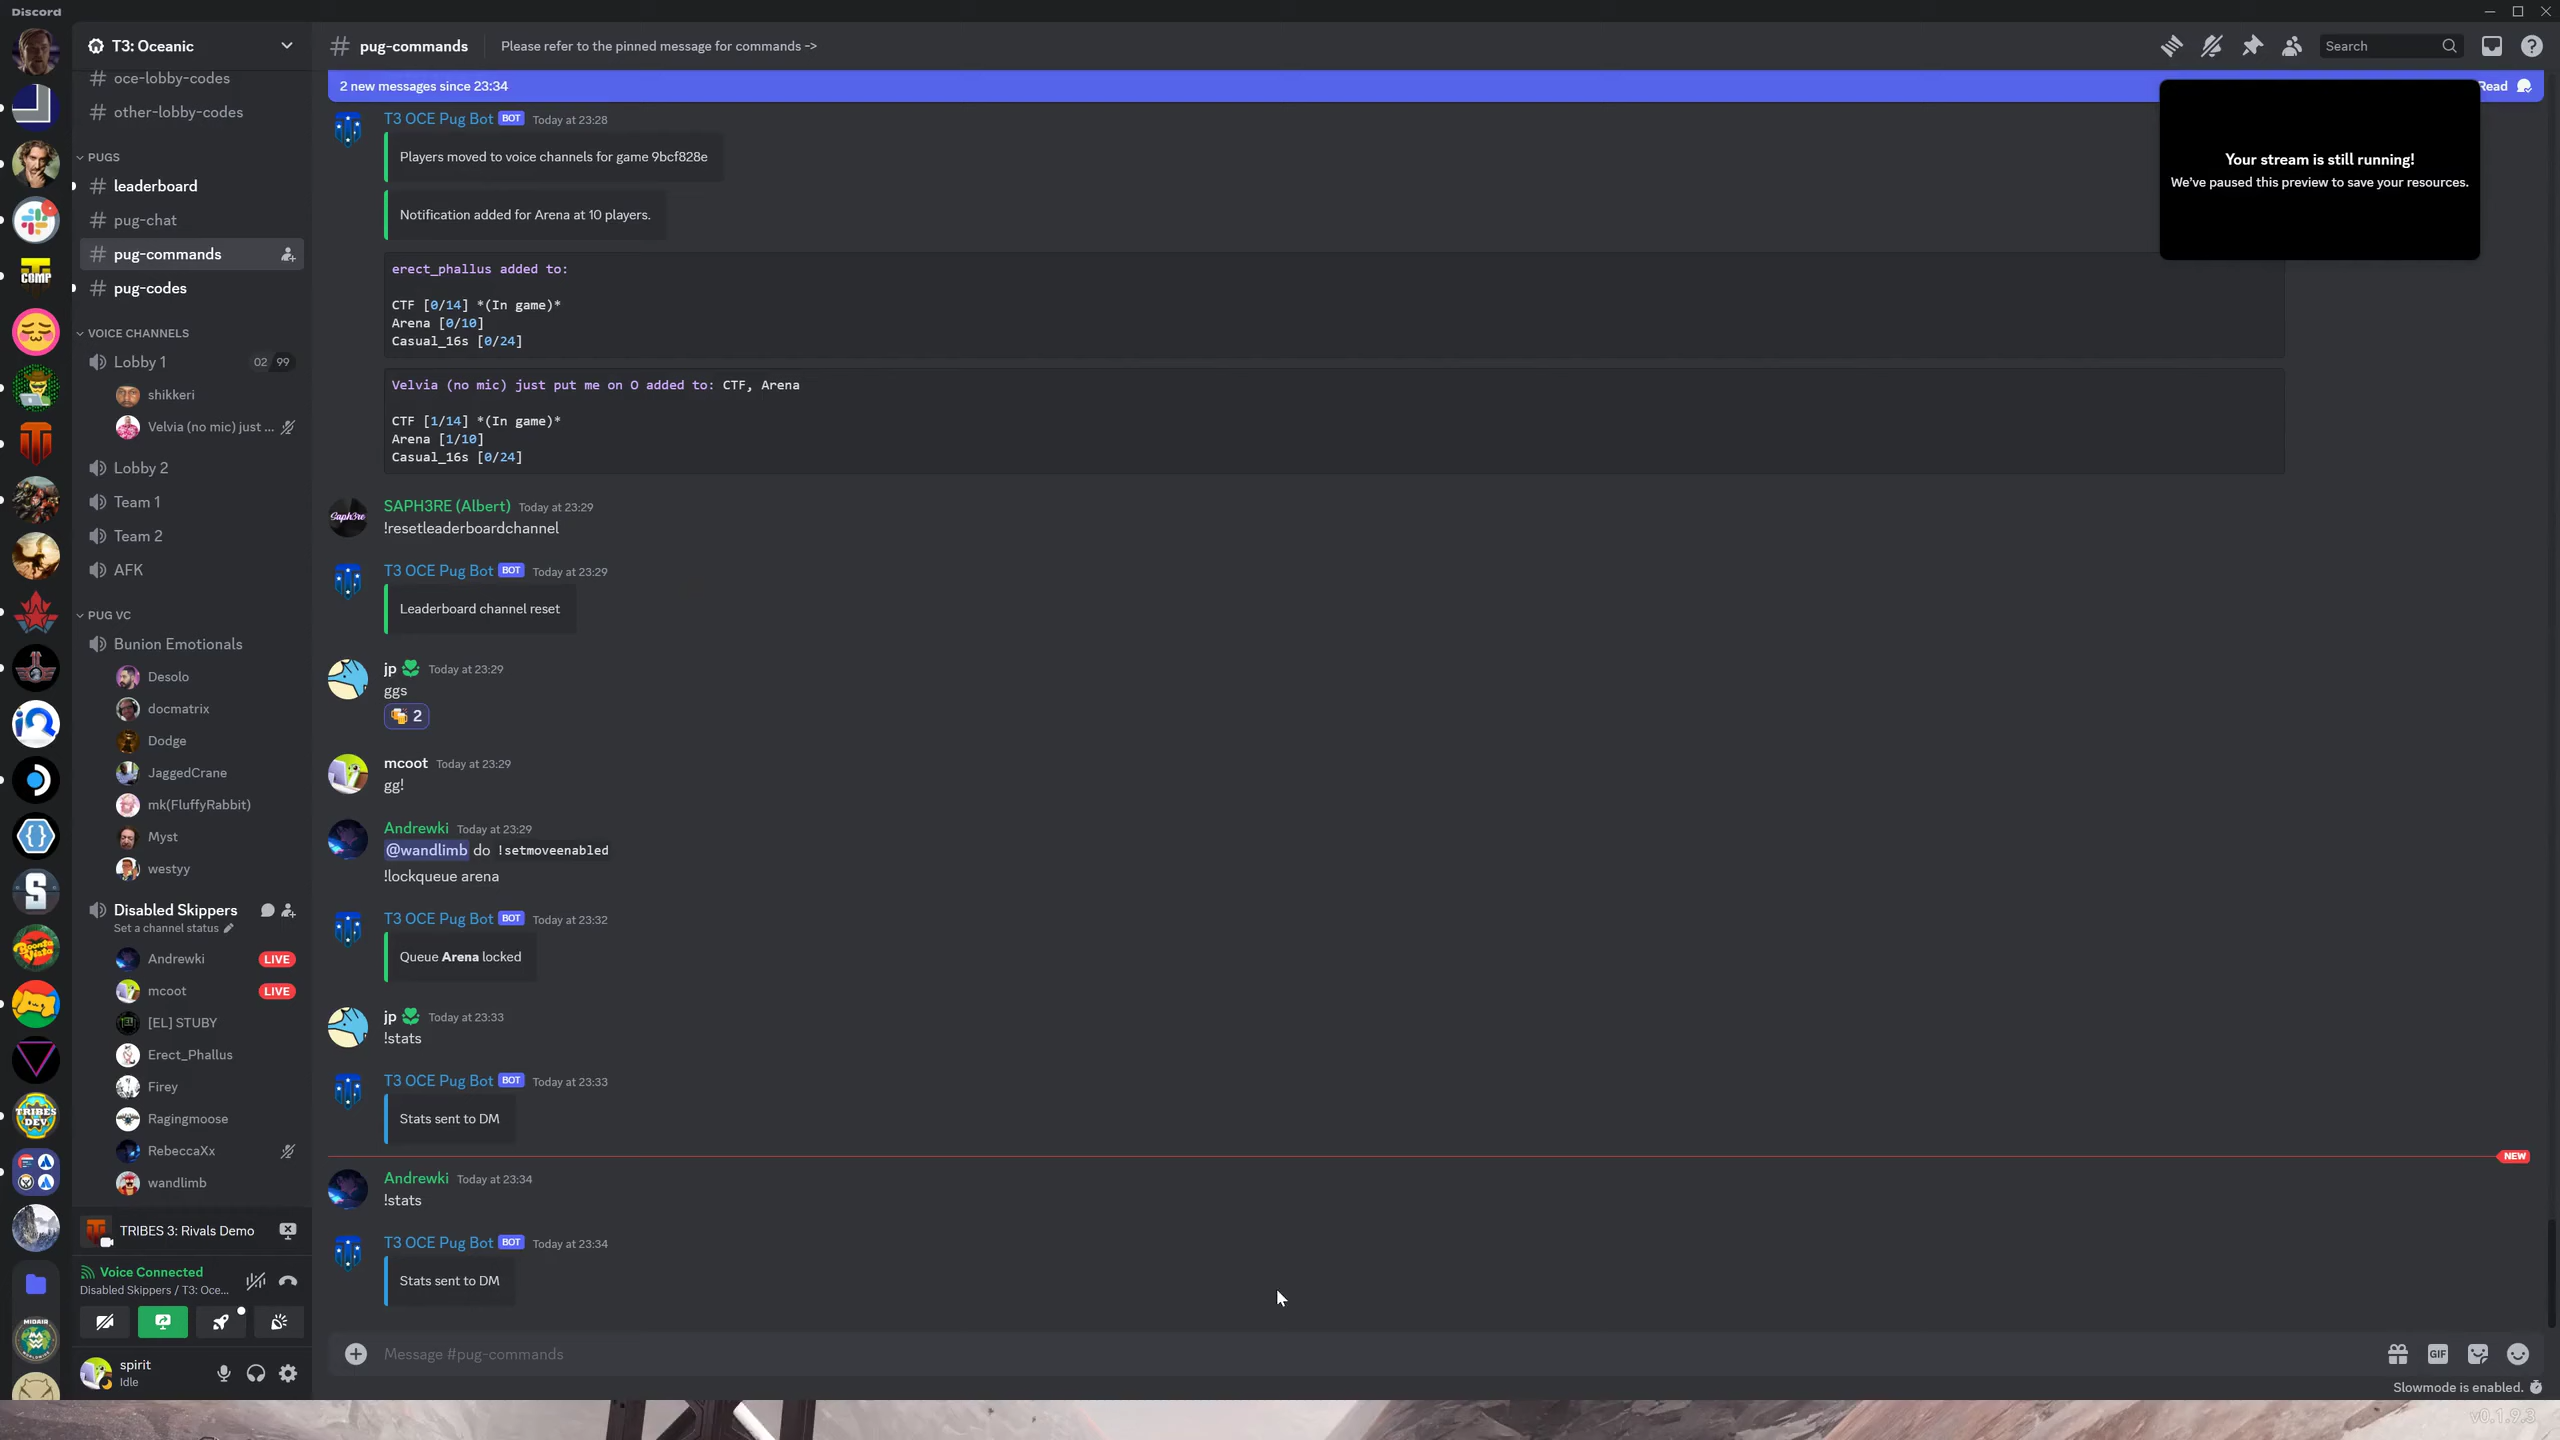 Discord
T3: Oceanic
oce-lobby-codes
other-lobby-codes
PUGS
leaderboard
pug-chat
pug-commands
pug-codes
VOICE CHANNELS
Lobby 1
02 99
shikkeri
Velvia (no mic) just ...
Lobby 2
Team 1
Team 2
AFK
PUG VC
Bunion Emotionals
Desolo
docmatrix
Dodge
JaggedCrane
mk(FluffyRabbit)
Myst
westyy
Disabled Skippers
Set a channel status
Andrewki LIVE
mcoot LIVE
[EL] STUBY
Erect_Phallus
Firey
Ragingmoose
RebeccaXx
wandlimb
TRIBES 3: Rivals Demo
Voice Connected
Disabled Skippers / T3: Oce...
spirit
Idle
COMP
TRIBES
DEV
MIDAIR
pug-commands
Please refer to the pinned message for commands ->
Search
2 new messages since 23:34
Read
Your stream is still running!
We've paused this preview to save your resources.
T3 OCE Pug Bot BOT Today at 23:28
Players moved to voice channels for game 9bcf828e
Notification added for Arena at 10 players.
erect_phallus added to:
CTF [0/14] *(In game)*
Arena [0/10]
Casual_16s [0/24]
Velvia (no mic) just put me on O added to: CTF, Arena
CTF [1/14] *(In game)*
Arena [1/10]
Casual_16s [0/24]
Saph3re
SAPH3RE (Albert) Today at 23:29
!resetleaderboardchannel
T3 OCE Pug Bot BOT Today at 23:29
Leaderboard channel reset
jp Today at 23:29
ggs
2
mcoot Today at 23:29
gg!
Andrewki Today at 23:29
@wandlimb do !setmoveenabled
!lockqueue arena
T3 OCE Pug Bot BOT Today at 23:32
Queue Arena locked
jp Today at 23:33
!stats
T3 OCE Pug Bot BOT Today at 23:33
Stats sent to DM
NEW
Andrewki Today at 23:34
!stats
T3 OCE Pug Bot BOT Today at 23:34
Stats sent to DM
Message #pug-commands
GIF
Slowmode is enabled.
v0.1.9.3